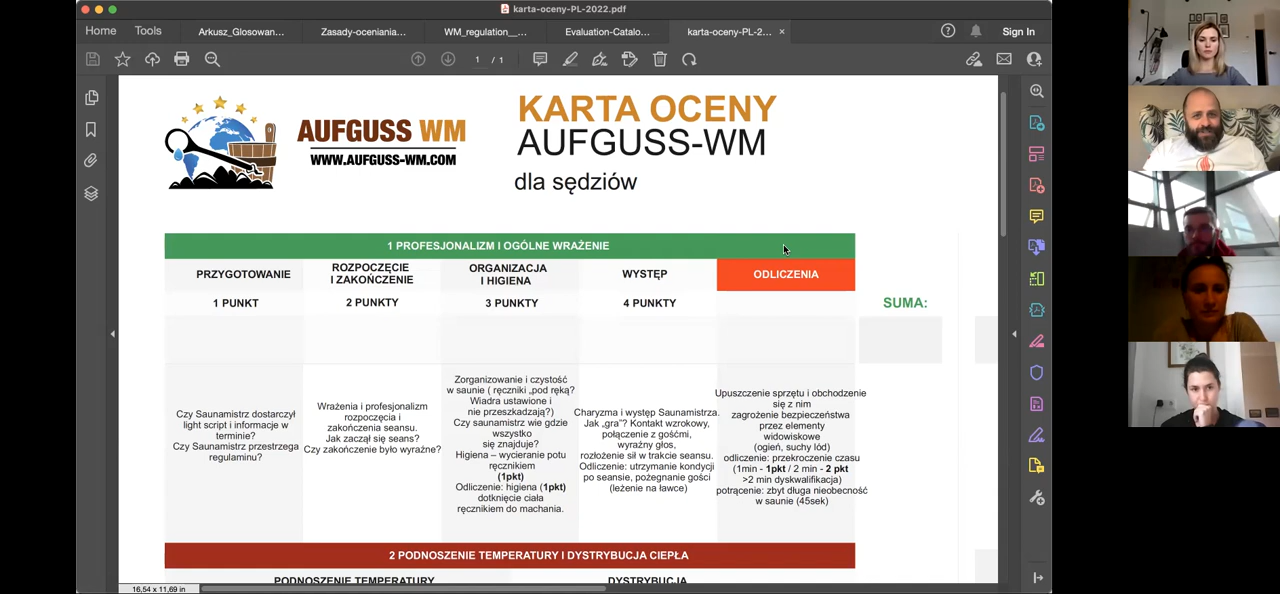 karta-oceny-PL-2022.pdf
Home Tools Arkusz_Glosowan... Zasady-oceniania... WM_regulation__... Evaluation-Catalo... karta-oceny-PL-2... × Sign In
1 / 1
AUFGUSS WM
WWW.AUFGUSS-WM.COM
KARTA OCENY
AUFGUSS-WM
dla sędziów
1 PROFESJONALIZM I OGÓLNE WRAŻENIE
PRZYGOTOWANIE
ROZPOCZĘCIE
I ZAKOŃCZENIE
ORGANIZACJA
I HIGIENA
WYSTĘP
ODLICZENIA
1 PUNKT
2 PUNKTY
3 PUNKTY
4 PUNKTY
SUMA:
Czy Saunamistrz dostarczył
light script i informacje w
terminie?
Czy Saunamistrz przestrzega
regulaminu?
Wrażenia i profesjonalizm
rozpoczęcia i
zakończenia seansu.
Jak zaczął się seans?
Czy zakończenie było wyraźne?
Zorganizowanie i czystość
w saunie ( ręczniki „pod ręką?
Wiadra ustawione i
nie przeszkadzają?)
Czy saunamistrz wie gdzie
wszystko
się znajduje?
Higiena – wycieranie potu
ręcznikiem
(1pkt)
Odliczenie: higiena (1pkt)
dotknięcie ciała
ręcznikiem do machania.
Charyzma i występ Saunamistrza.
Jak „gra”? Kontakt wzrokowy,
połączenie z gośćmi,
wyraźny głos,
rozłożenie sił w trakcie seansu.
Odliczenie: utrzymanie kondycji
po seansie, pożegnanie gości
(leżenie na ławce)
Upuszczenie sprzętu i obchodzenie
się z nim
zagrożenie bezpieczeństwa
przez elementy
widowiskowe
(ogień, suchy lód)
odliczenie: przekroczenie czasu
(1min - 1pkt / 2 min - 2 pkt
>2 min dyskwalifikacja)
potrącenie: zbyt długa nieobecność
w saunie (45sek)
2 PODNOSZENIE TEMPERATURY I DYSTRYBUCJA CIEPŁA
PODNOSZENIE TEMPERATURY
DYSTRYBUCJA
16,54 x 11,69 in